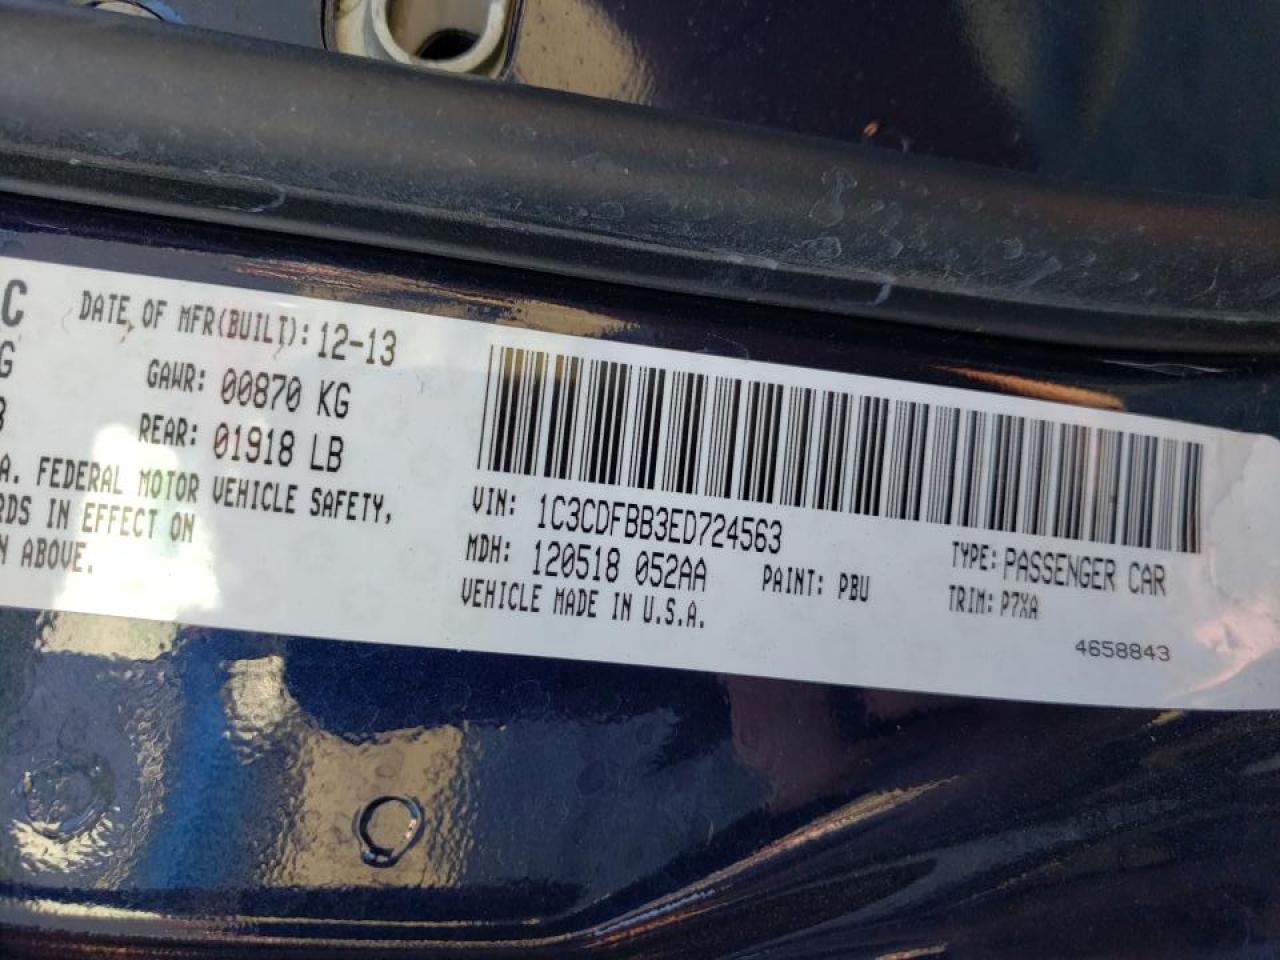 C DATE OF MFR(BUILT): 12-13
G GAWR: 00870 KG
B REAR: 01918 LB
A. FEDERAL MOTOR VEHICLE SAFETY,
RDS IN EFFECT ON
N ABOVE.
VIN: 1C3CDFBB3ED724563
MDH: 120518 052AA PAINT: PBU
VEHICLE MADE IN U.S.A.
TYPE: PASSENGER CAR
TRIM: P7XA
4658843